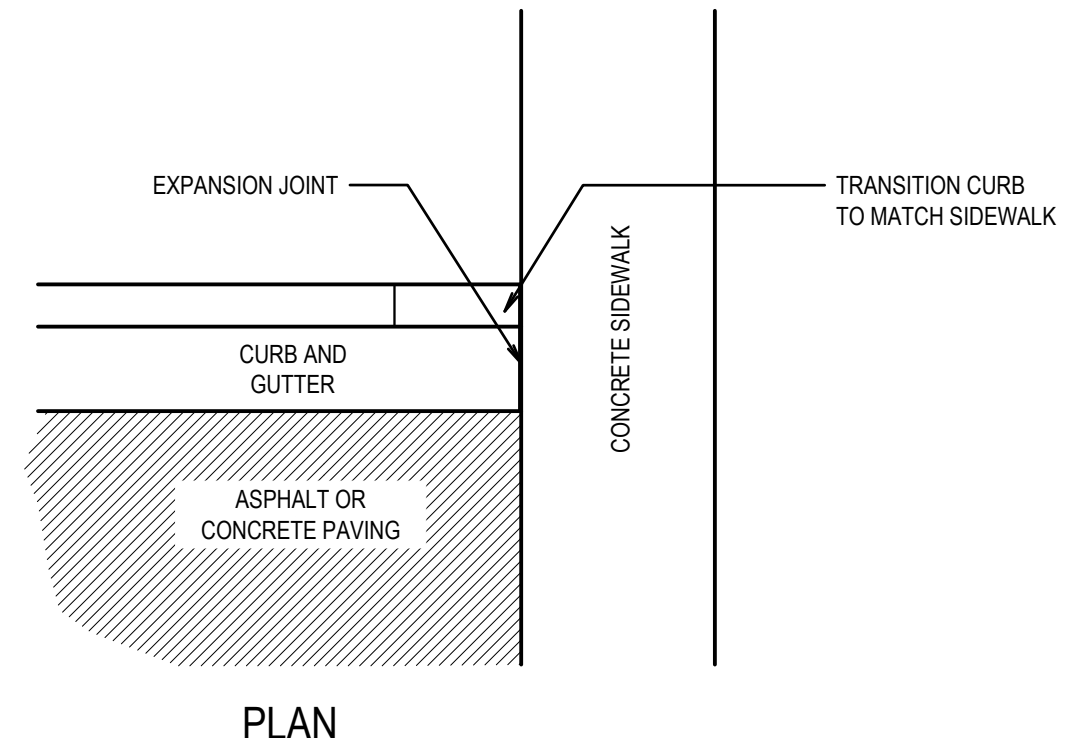 EXPANSION JOINT
TRANSITION CURB
TO MATCH SIDEWALK
CONCRETE SIDEWALK
CURB AND
GUTTER
ASPHALT OR
CONCRETE PAVING
PLAN